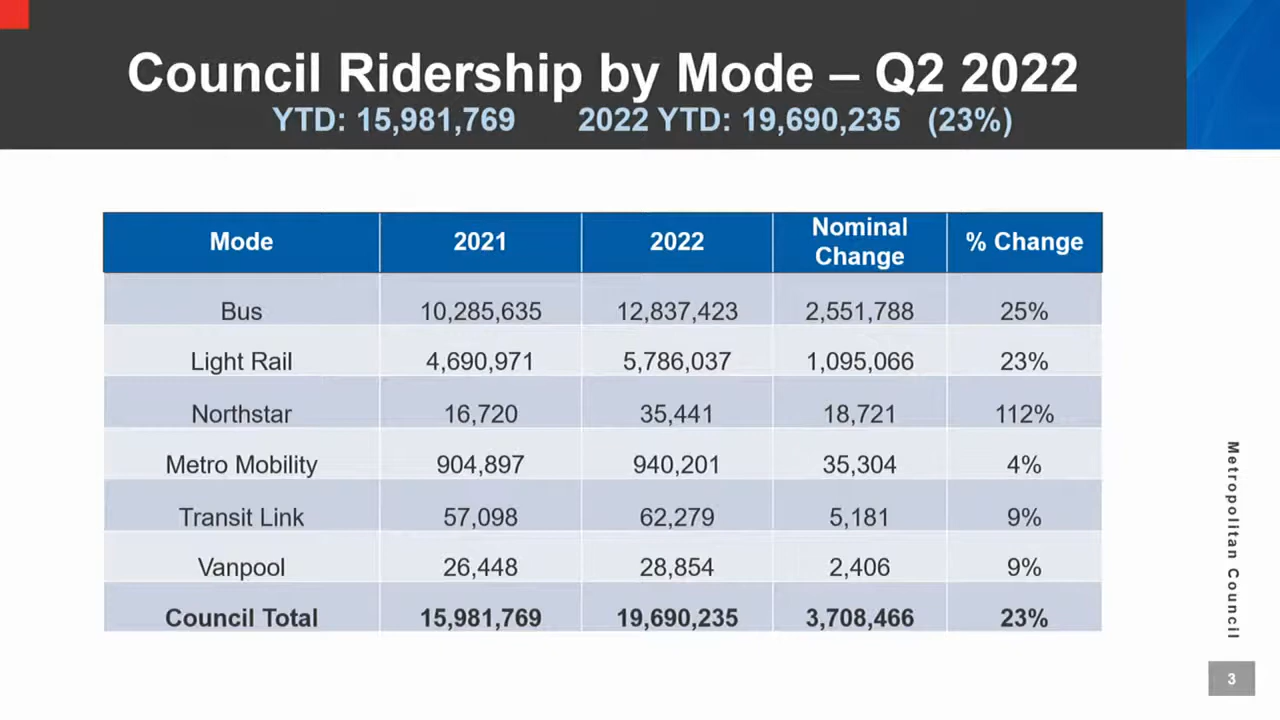 Council Ridership by Mode – Q2 2022
YTD: 15,981,769 2022 YTD: 19,690,235 (23%)
Mode 2021 2022 Nominal Change % Change
Bus 10,285,635 12,837,423 2,551,788 25%
Light Rail 4,690,971 5,786,037 1,095,066 23%
Northstar 16,720 35,441 18,721 112%
Metro Mobility 904,897 940,201 35,304 4%
Transit Link 57,098 62,279 5,181 9%
Vanpool 26,448 28,854 2,406 9%
Council Total 15,981,769 19,690,235 3,708,466 23%
Metropolitan Council
3